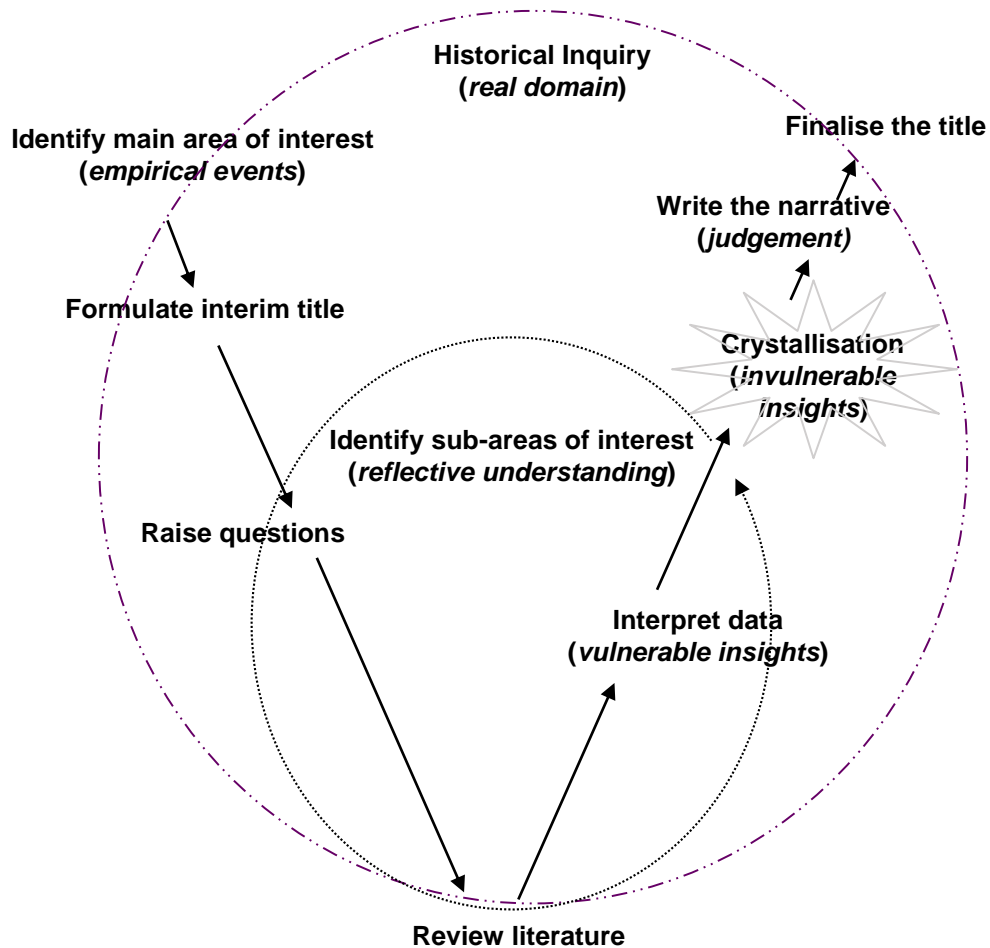 Historical Inquiry
(real domain)
Finalise the title
Identify main area of interest
(empirical events)
Write the narrative
(judgement)
Formulate interim title
Crystallisation
(invulnerable
insights)
Identify sub-areas of interest
(reflective understanding)
Raise questions
Interpret data
(vulnerable insights)
Review literature